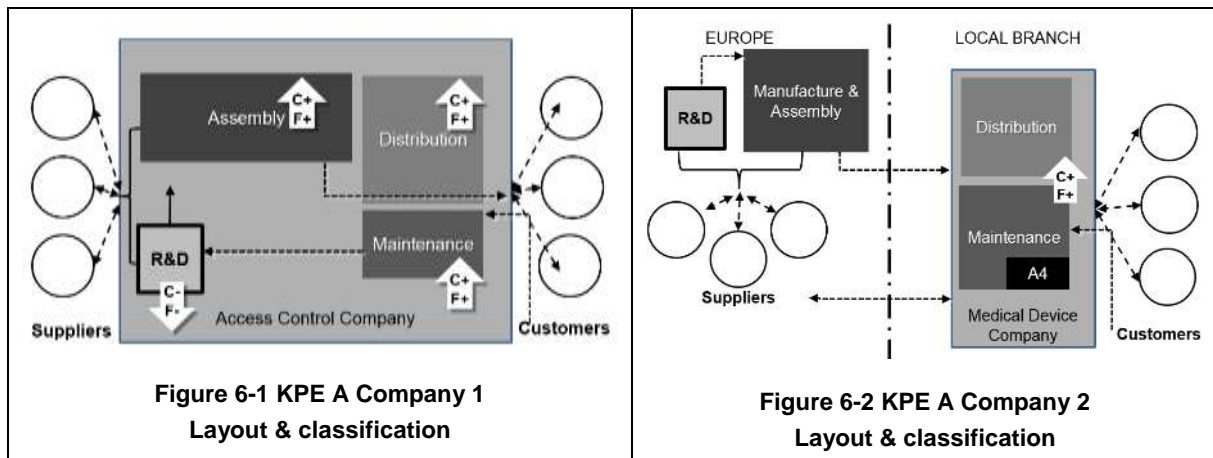 Assembly
C+
F+
C+
F+
Distribution
R&D
Maintenance
C-
F-
C+
F+
Suppliers
Access Control Company
Customers
Figure 6-1 KPE A Company 1
Layout & classification
EUROPE
LOCAL BRANCH
R&D
Manufacture &
Assembly
Distribution
C+
F+
Maintenance
A4
Suppliers
Medical Device
Company
Customers
Figure 6-2 KPE A Company 2
Layout & classification